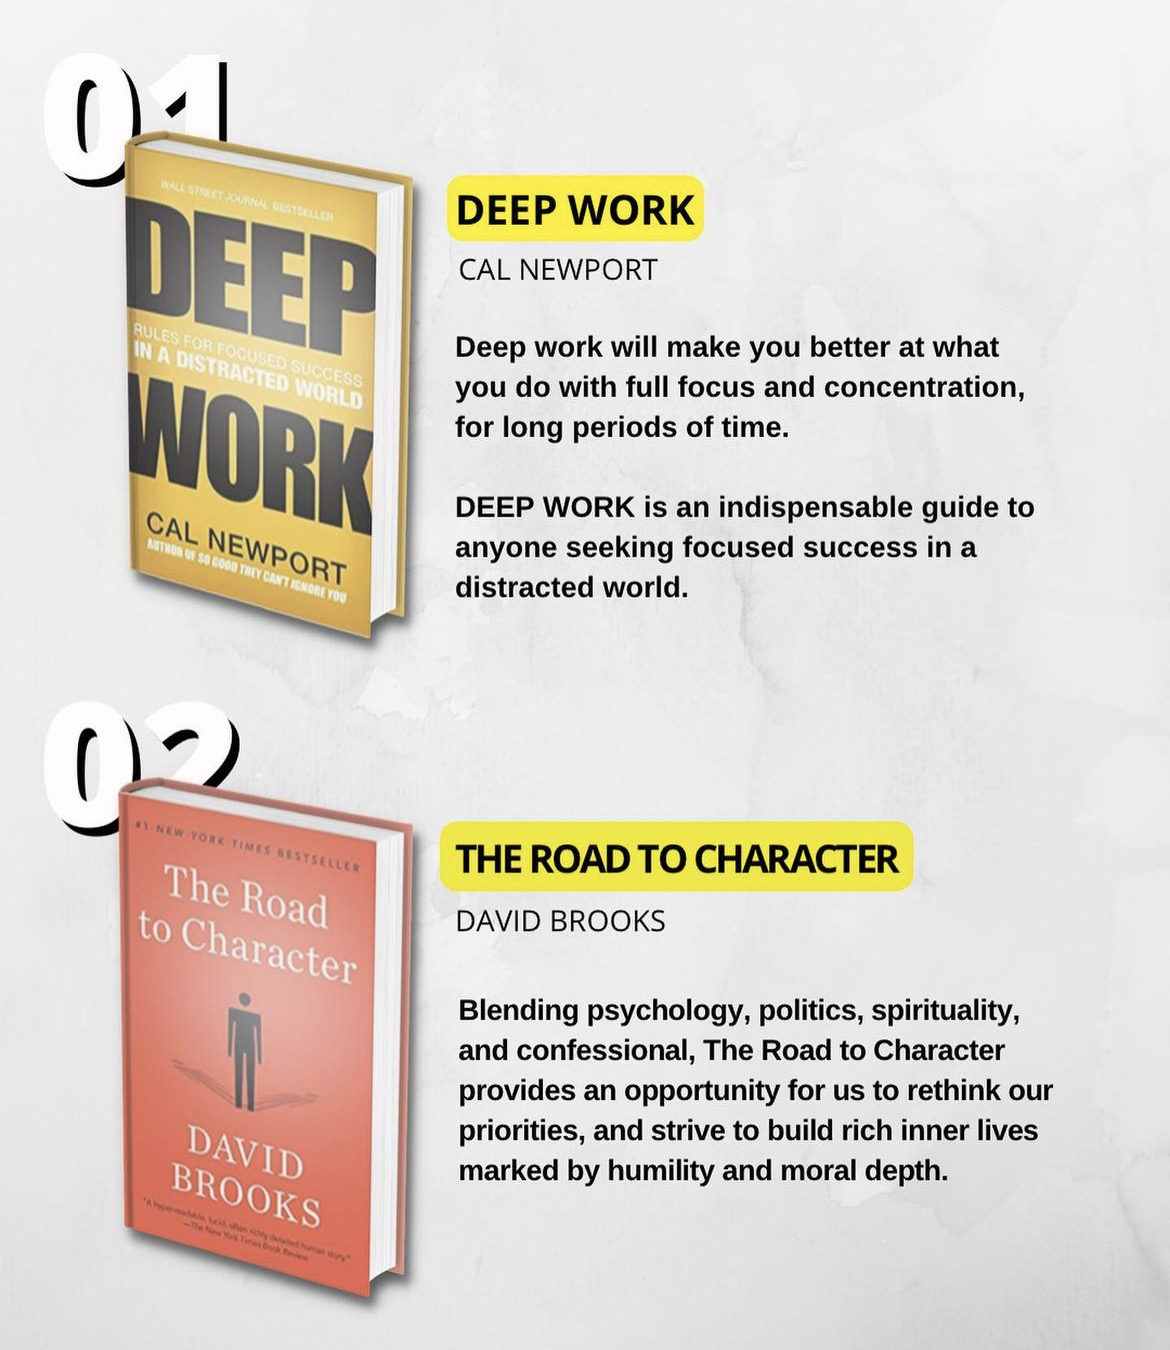 01
WALL STREET JOURNAL BESTSELLER
DEEP
RULES FOR FOCUSED SUCCESS
IN A DISTRACTED WORLD
WORK
CAL NEWPORT
AUTHOR OF SO GOOD THEY CAN'T IGNORE YOU
DEEP WORK
CAL NEWPORT
Deep work will make you better at what
you do with full focus and concentration,
for long periods of time.
DEEP WORK is an indispensable guide to
anyone seeking focused success in a
distracted world.
02
#1 NEW YORK TIMES BESTSELLER
The Road
to Character
DAVID
BROOKS
"A hyper-readable, lucid, often richly detailed human story."
—The New York Times Book Review
THE ROAD TO CHARACTER
DAVID BROOKS
Blending psychology, politics, spirituality,
and confessional, The Road to Character
provides an opportunity for us to rethink our
priorities, and strive to build rich inner lives
marked by humility and moral depth.